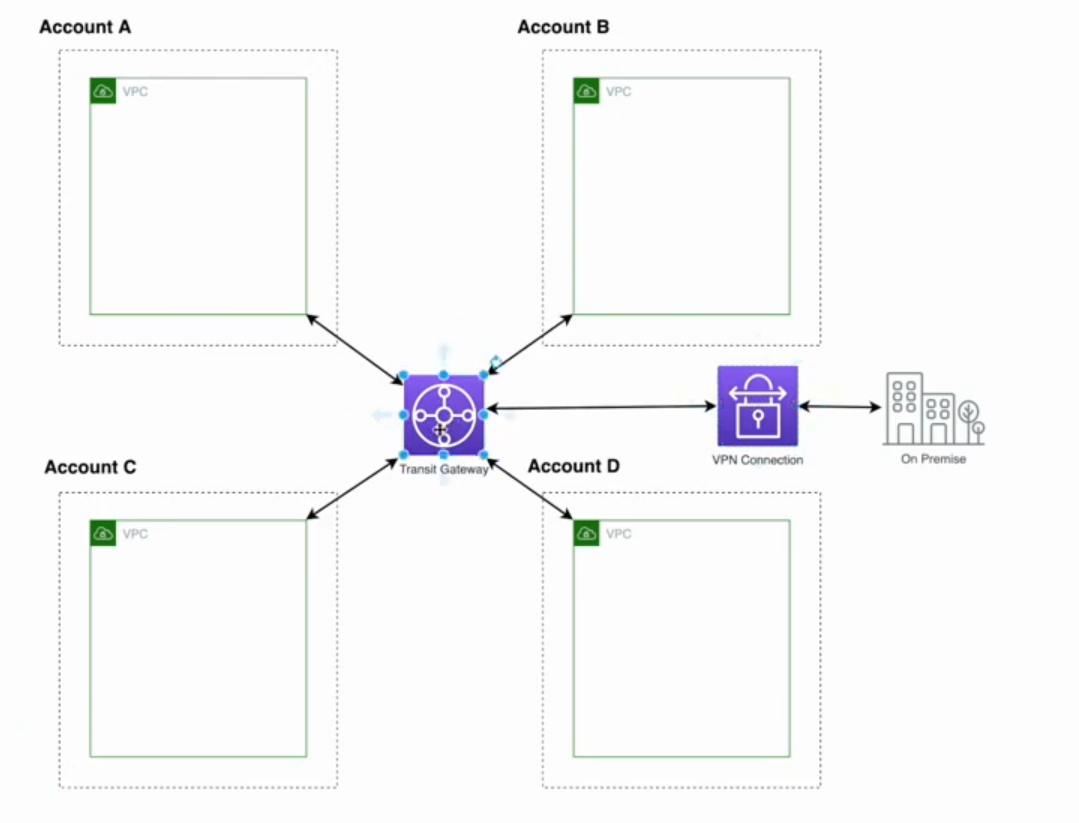 Account A
Account B
VPC
VPC
Transit Gateway
VPN Connection
On Premise
Account C
Account D
VPC
VPC